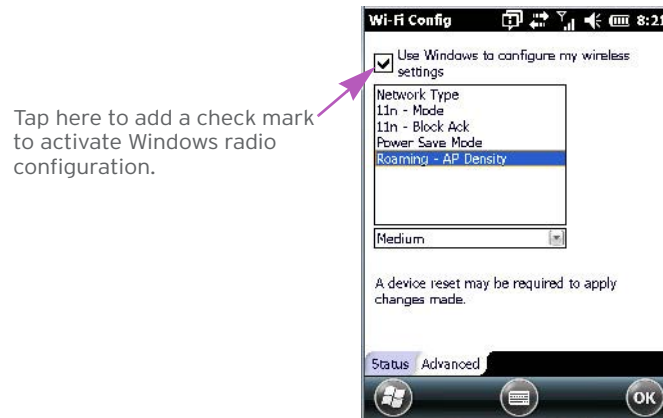 Wi-Fi Config 8:21
Use Windows to configure my wireless
settings
Tap here to add a check mark
to activate Windows radio
configuration.
Network Type
11n - Mode
11n - Block Ack
Power Save Mode
Roaming - AP Density
Medium
A device reset may be required to apply
changes made.
Status Advanced
OK